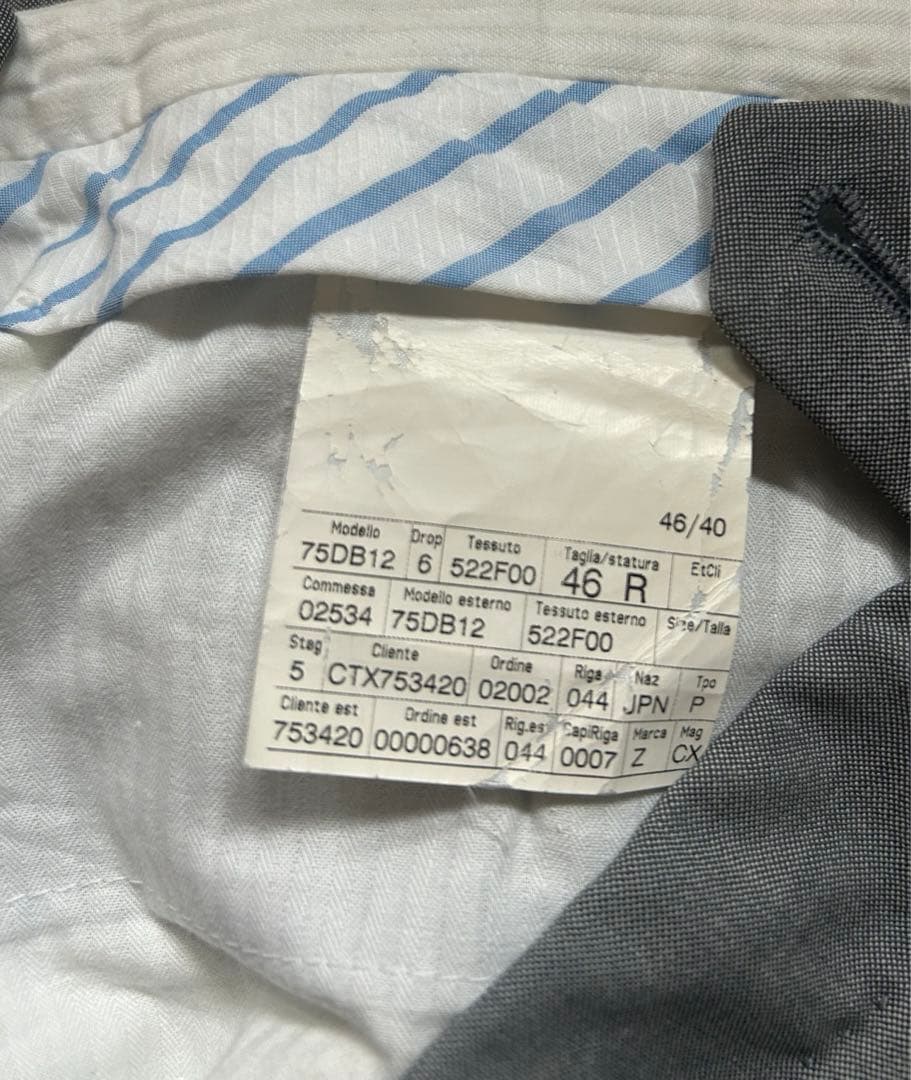 46/40
Modello Drop Tessuto Taglia/statura EtCli
75DB12 6 522F00 46 R
Commessa Modello esterno Tessuto esterno Size/Talla
02534 75DB12 522F00
Stag Cliente Ordine Riga Naz Tpo
5 CTX753420 02002 044 JPN P
Cliente est Ordine est Rig.est CapiRiga Marca Mag
753420 00000638 044 0007 Z CX